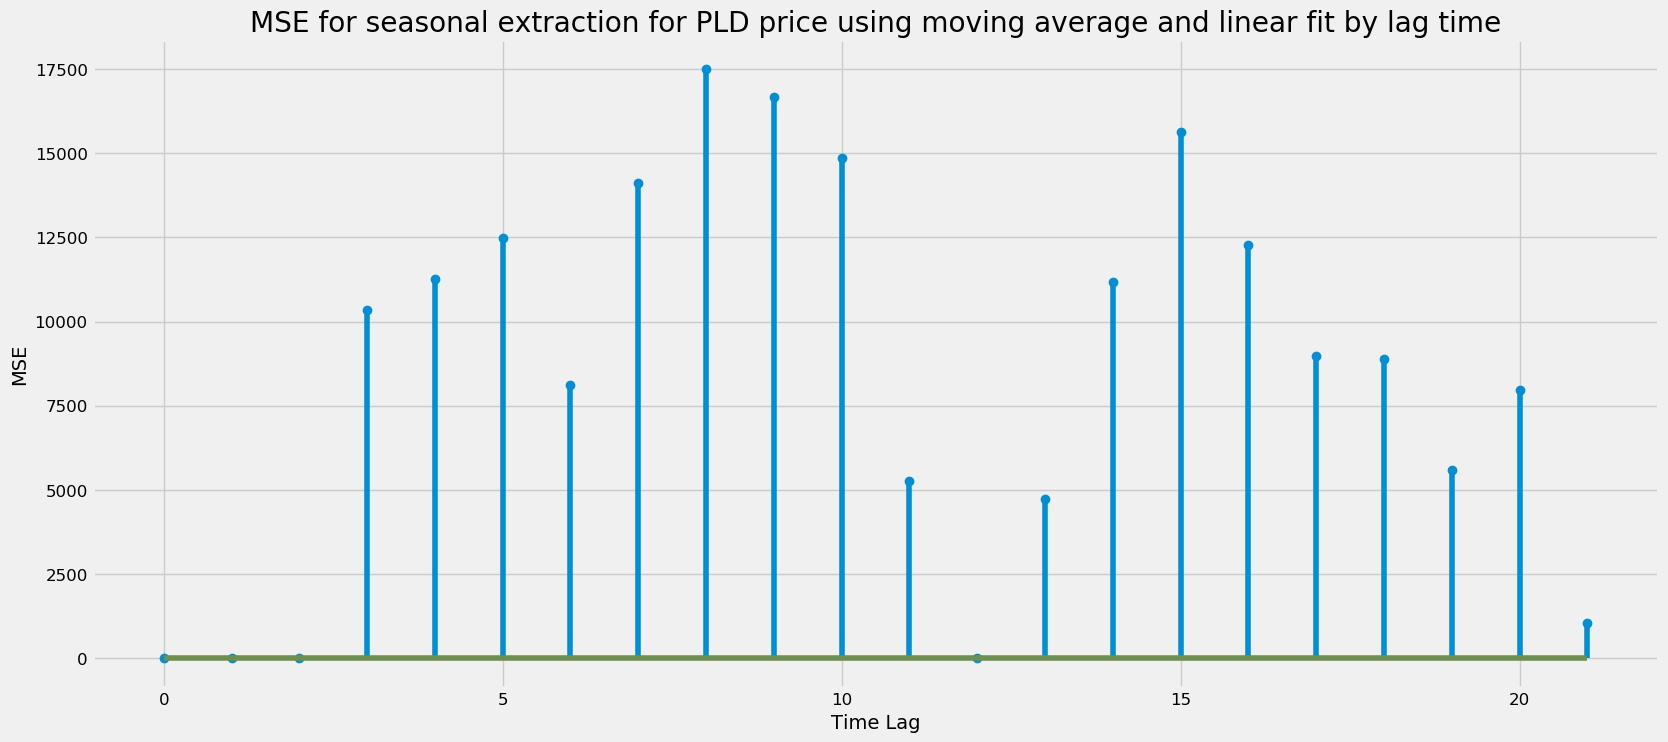 MSE for seasonal extraction for PLD price using moving average and linear fit by lag time
17500
15000
12500
10000
7500
5000
2500
0
MSE
0 5 10 15 20
Time Lag